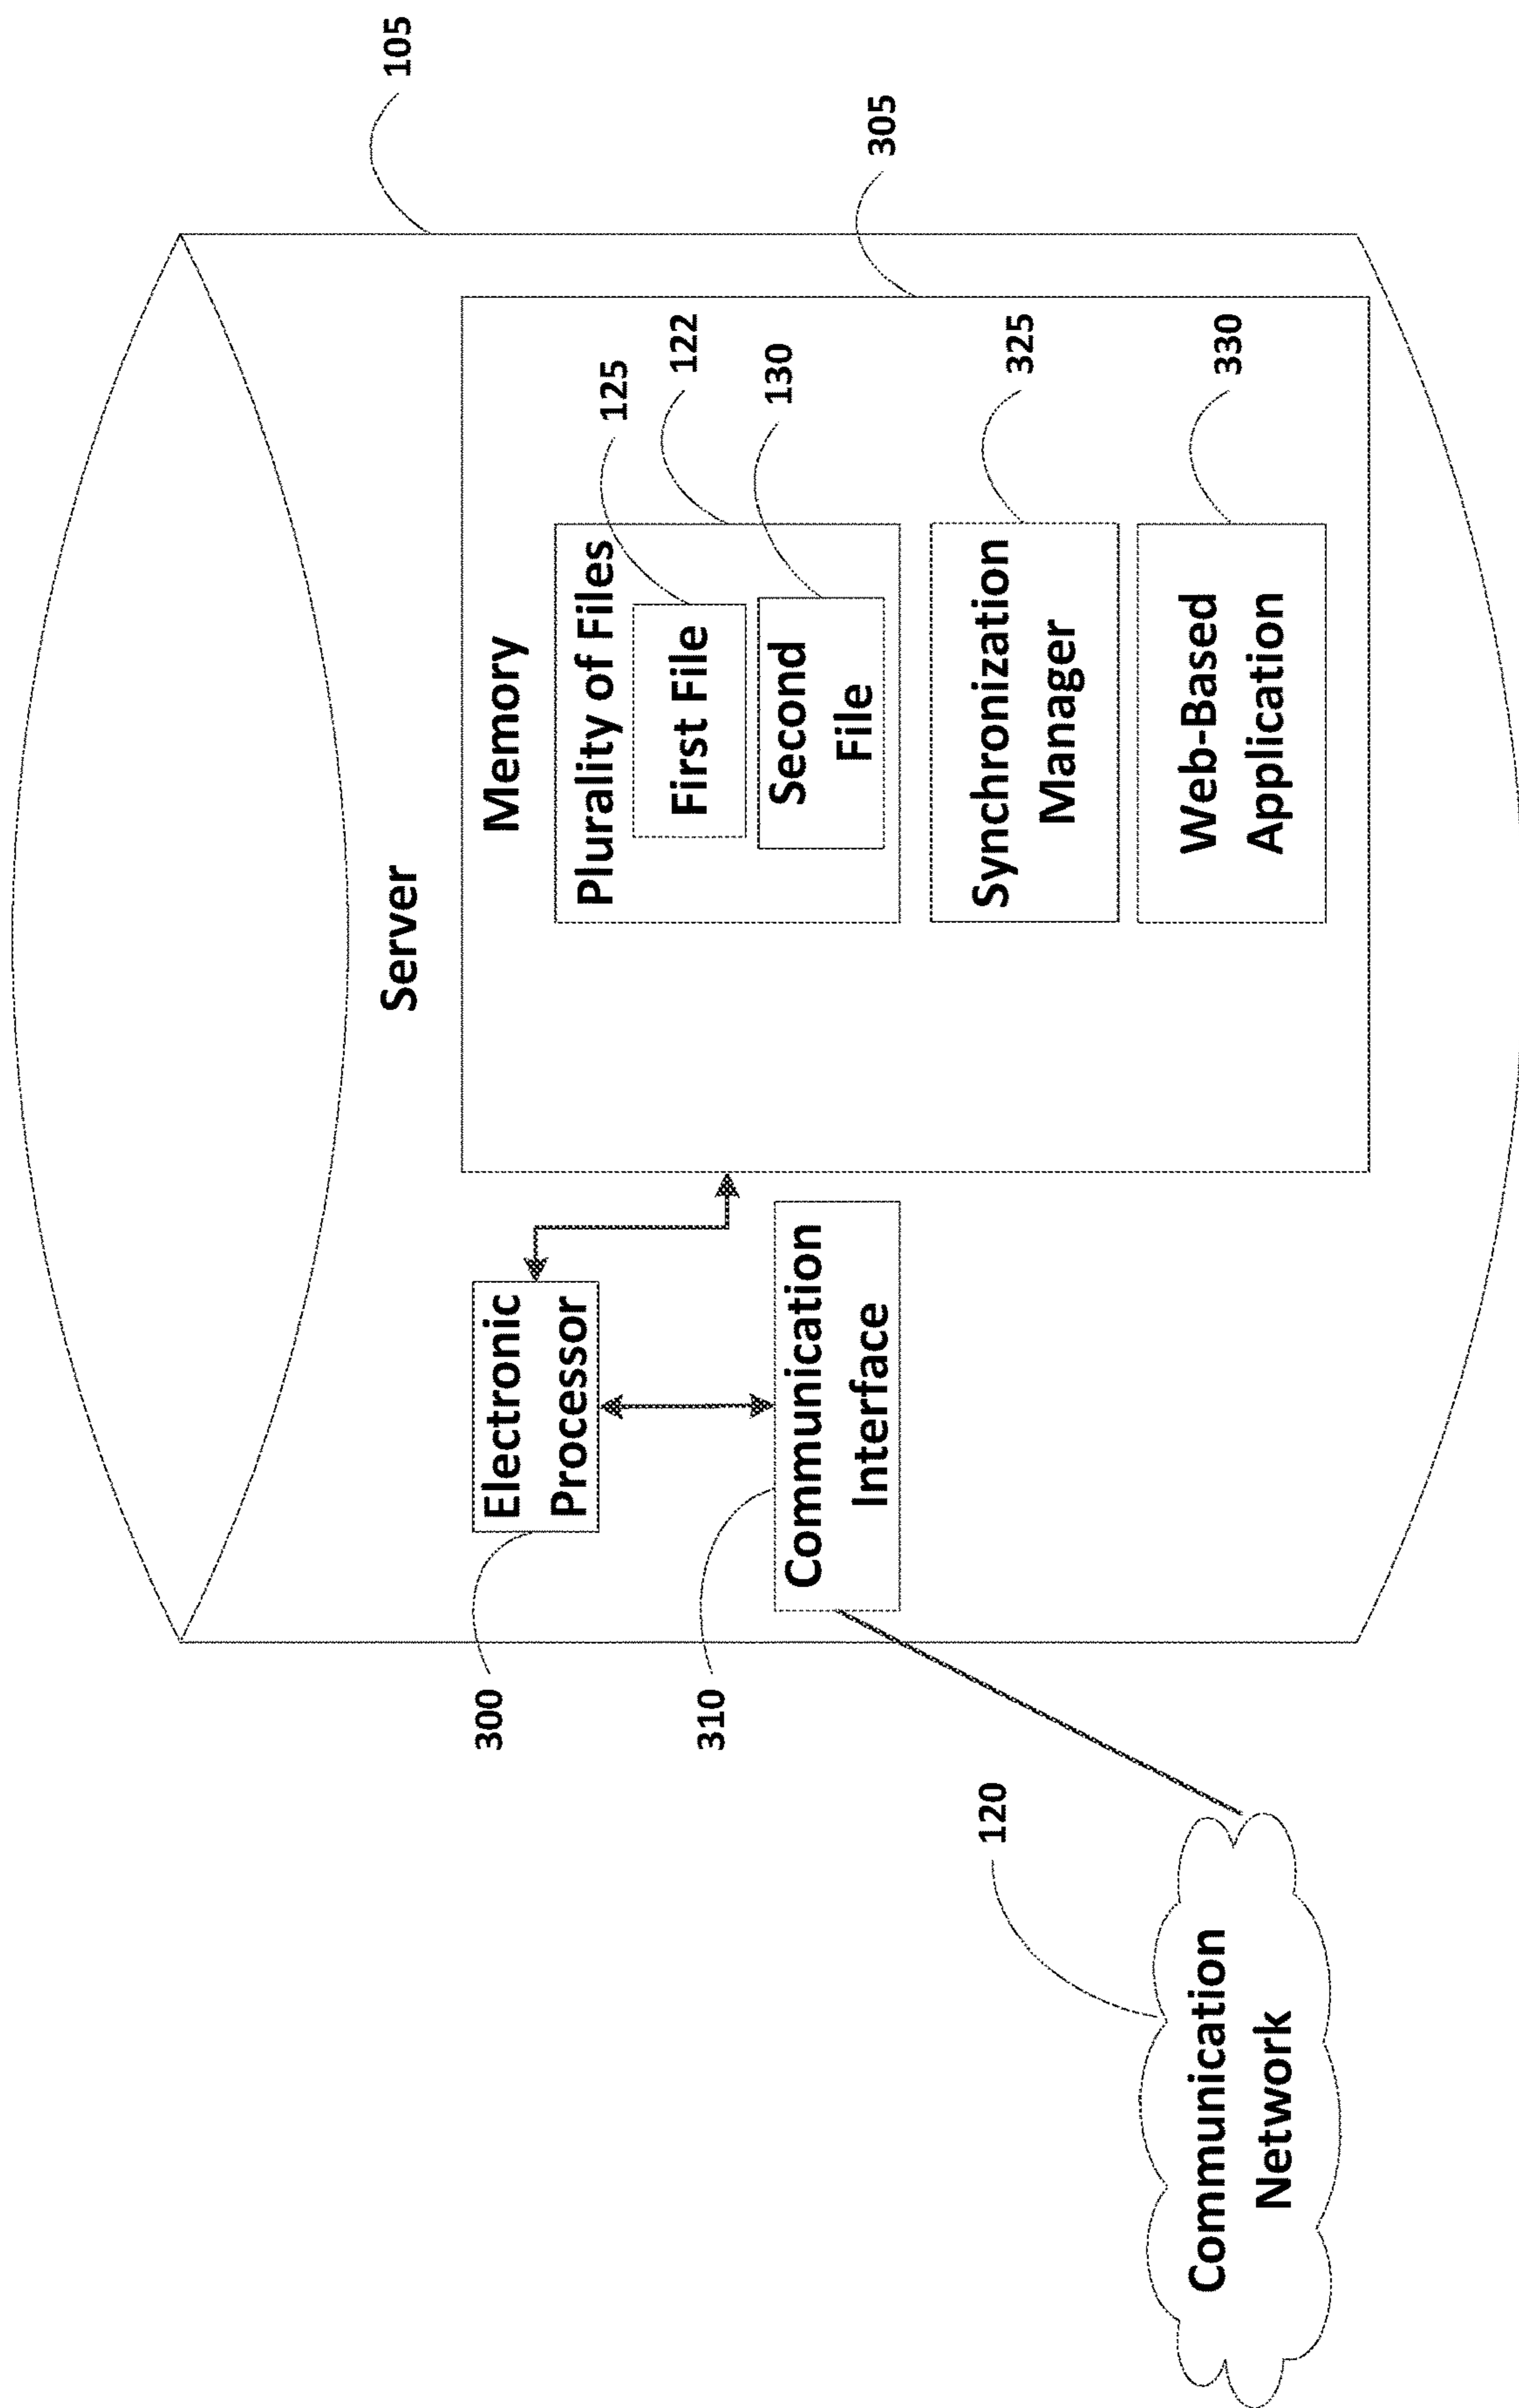 Server
105
Memory
305
Plurality of Files
122
First File
125
Second
File
130
Synchronization
Manager
325
Web-Based
Application
330
Electronic
Processor
300
Communication
Interface
310
Communication
Network
120